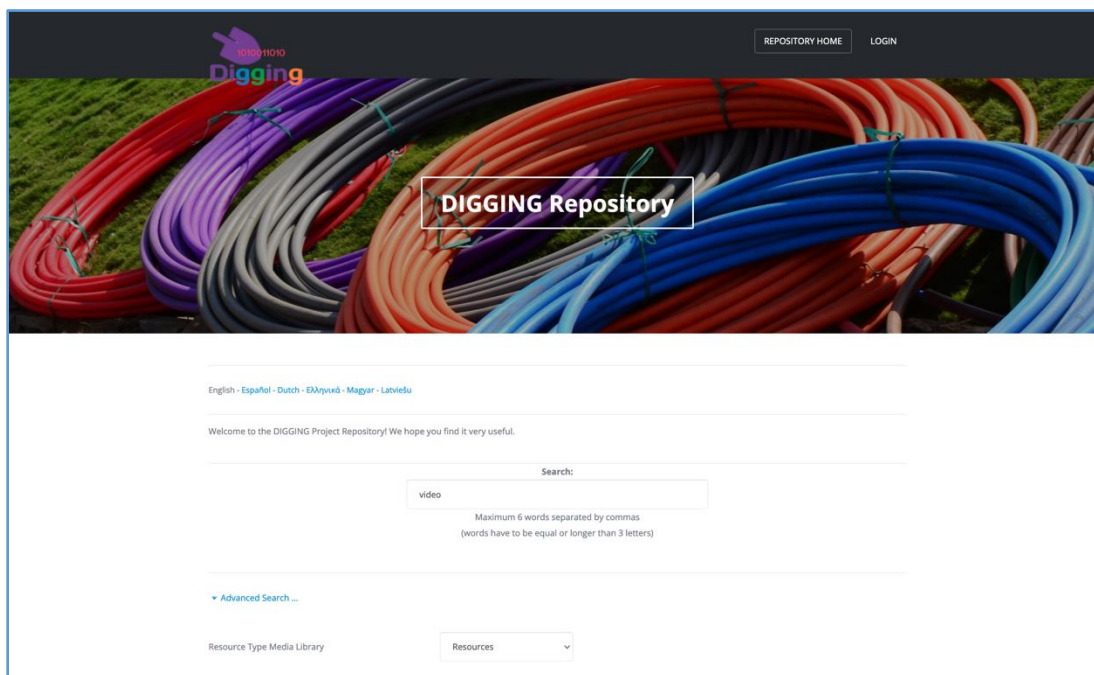 1010011010
Digging
REPOSITORY HOME LOGIN
DIGGING Repository
English - Español - Dutch - Ελληνικά - Magyar - Latviešu
Welcome to the DIGGING Project Repository! We hope you find it very useful.
Search:
video
Maximum 6 words separated by commas
(words have to be equal or longer than 3 letters)
Advanced Search ...
Resource Type Media Library Resources